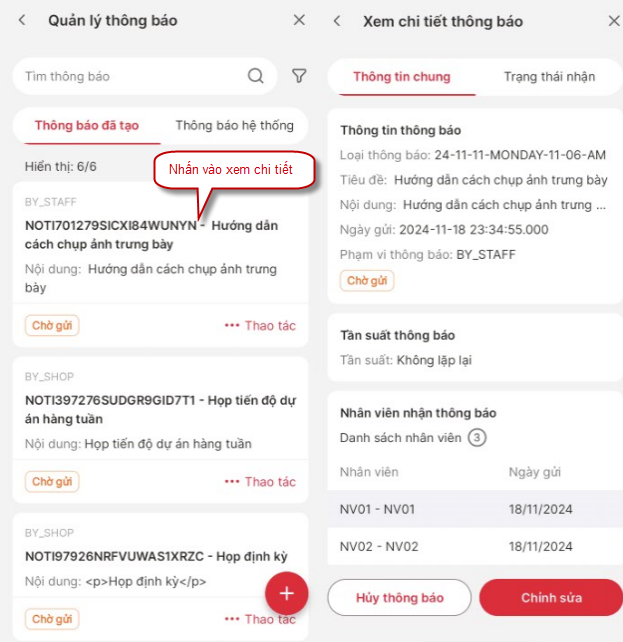 Quản lý thông báo
Tìm thông báo
Thông báo đã tạo
Thông báo hệ thống
Hiển thị: 6/6
Nhấn vào xem chi tiết
BY_STAFF
NOTI701279SICXI84WUNYN - Hướng dẫn
cách chụp ảnh trưng bày
Nội dung: Hướng dẫn cách chụp ảnh trưng
bày
Chờ gửi
••• Thao tác
BY_SHOP
NOTI397276SUDGR9GID7T1 - Họp tiến độ dự
án hàng tuần
Nội dung: Họp tiến độ dự án hàng tuần
Chờ gửi
••• Thao tác
BY_SHOP
NOTI97926NRFVUWAS1XRZC - Họp định kỳ
Nội dung: <p>Họp định kỳ</p>
Chờ gửi
••• Thao tác
Xem chi tiết thông báo
Thông tin chung
Trạng thái nhận
Thông tin thông báo
Loại thông báo: 24-11-11-MONDAY-11-06-AM
Tiêu đề: Hướng dẫn cách chụp ảnh trưng bày
Nội dung: Hướng dẫn cách chụp ảnh trưng ...
Ngày gửi: 2024-11-18 23:34:55.000
Phạm vi thông báo: BY_STAFF
Chờ gửi
Tần suất thông báo
Tần suất: Không lặp lại
Nhân viên nhận thông báo
Danh sách nhân viên 3
Nhân viên Ngày gửi
NV01 - NV01 18/11/2024
NV02 - NV02 18/11/2024
Hủy thông báo
Chỉnh sửa